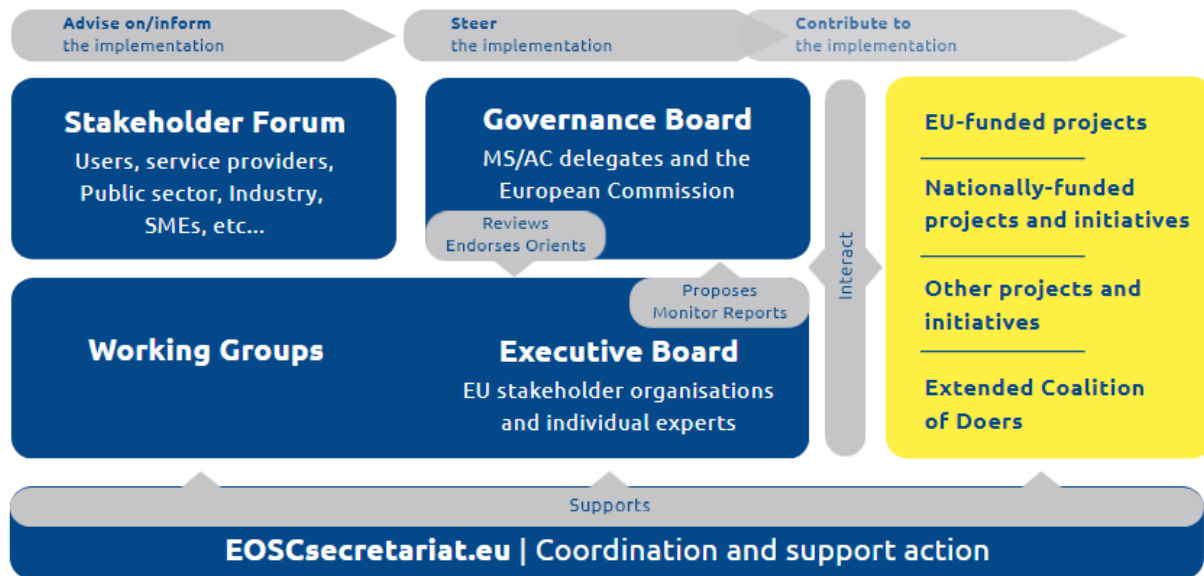 Advise on/inform
the implementation
Steer
the implementation
Contribute to
the implementation
Stakeholder Forum
Users, service providers,
Public sector, Industry,
SMEs, etc...
Governance Board
MS/AC delegates and the
European Commission
Reviews
Endorses Orients
Proposes
Monitor Reports
Working Groups
Executive Board
EU stakeholder organisations
and individual experts
Interact
EU-funded projects
Nationally-funded
projects and initiatives
Other projects and
initiatives
Extended Coalition
of Doers
Supports
EOSCsecretariat.eu | Coordination and support action